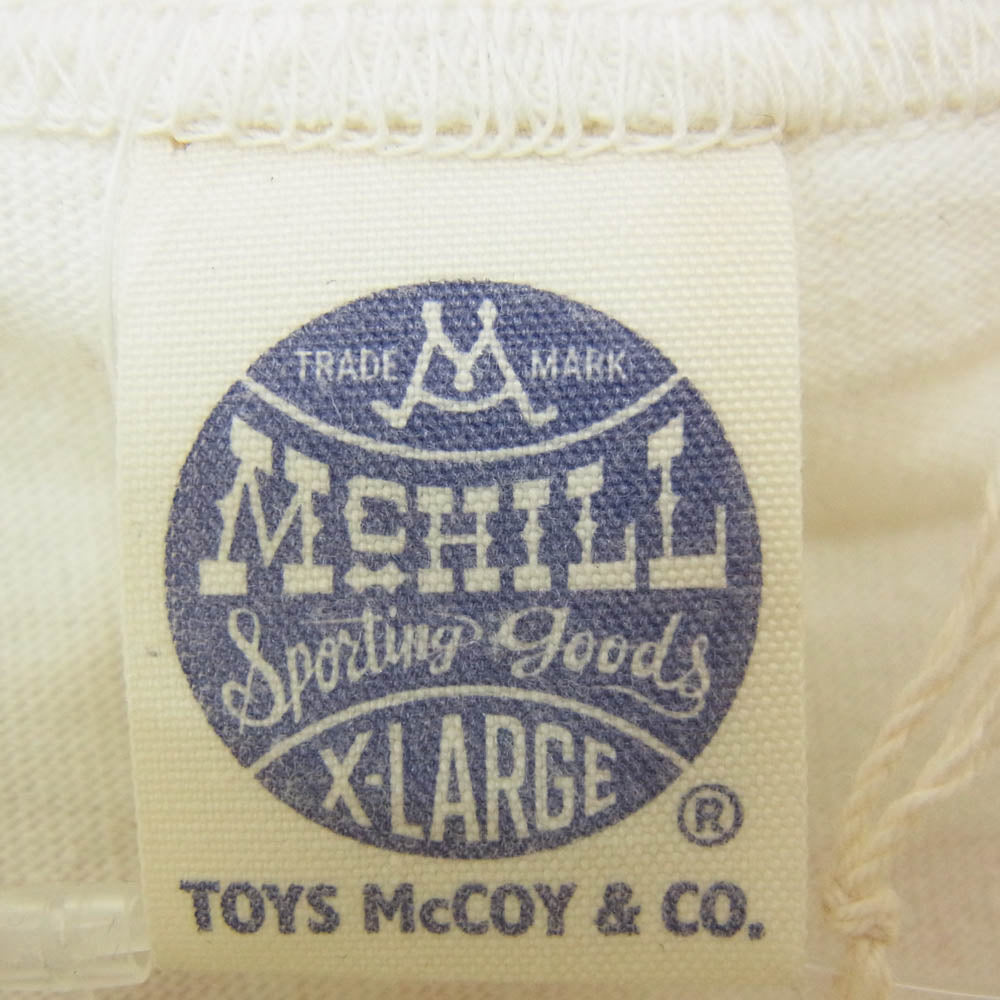 TRADE M MARK
McHILL
Sporting Goods
X-LARGE
®
TOYS McCOY & CO.